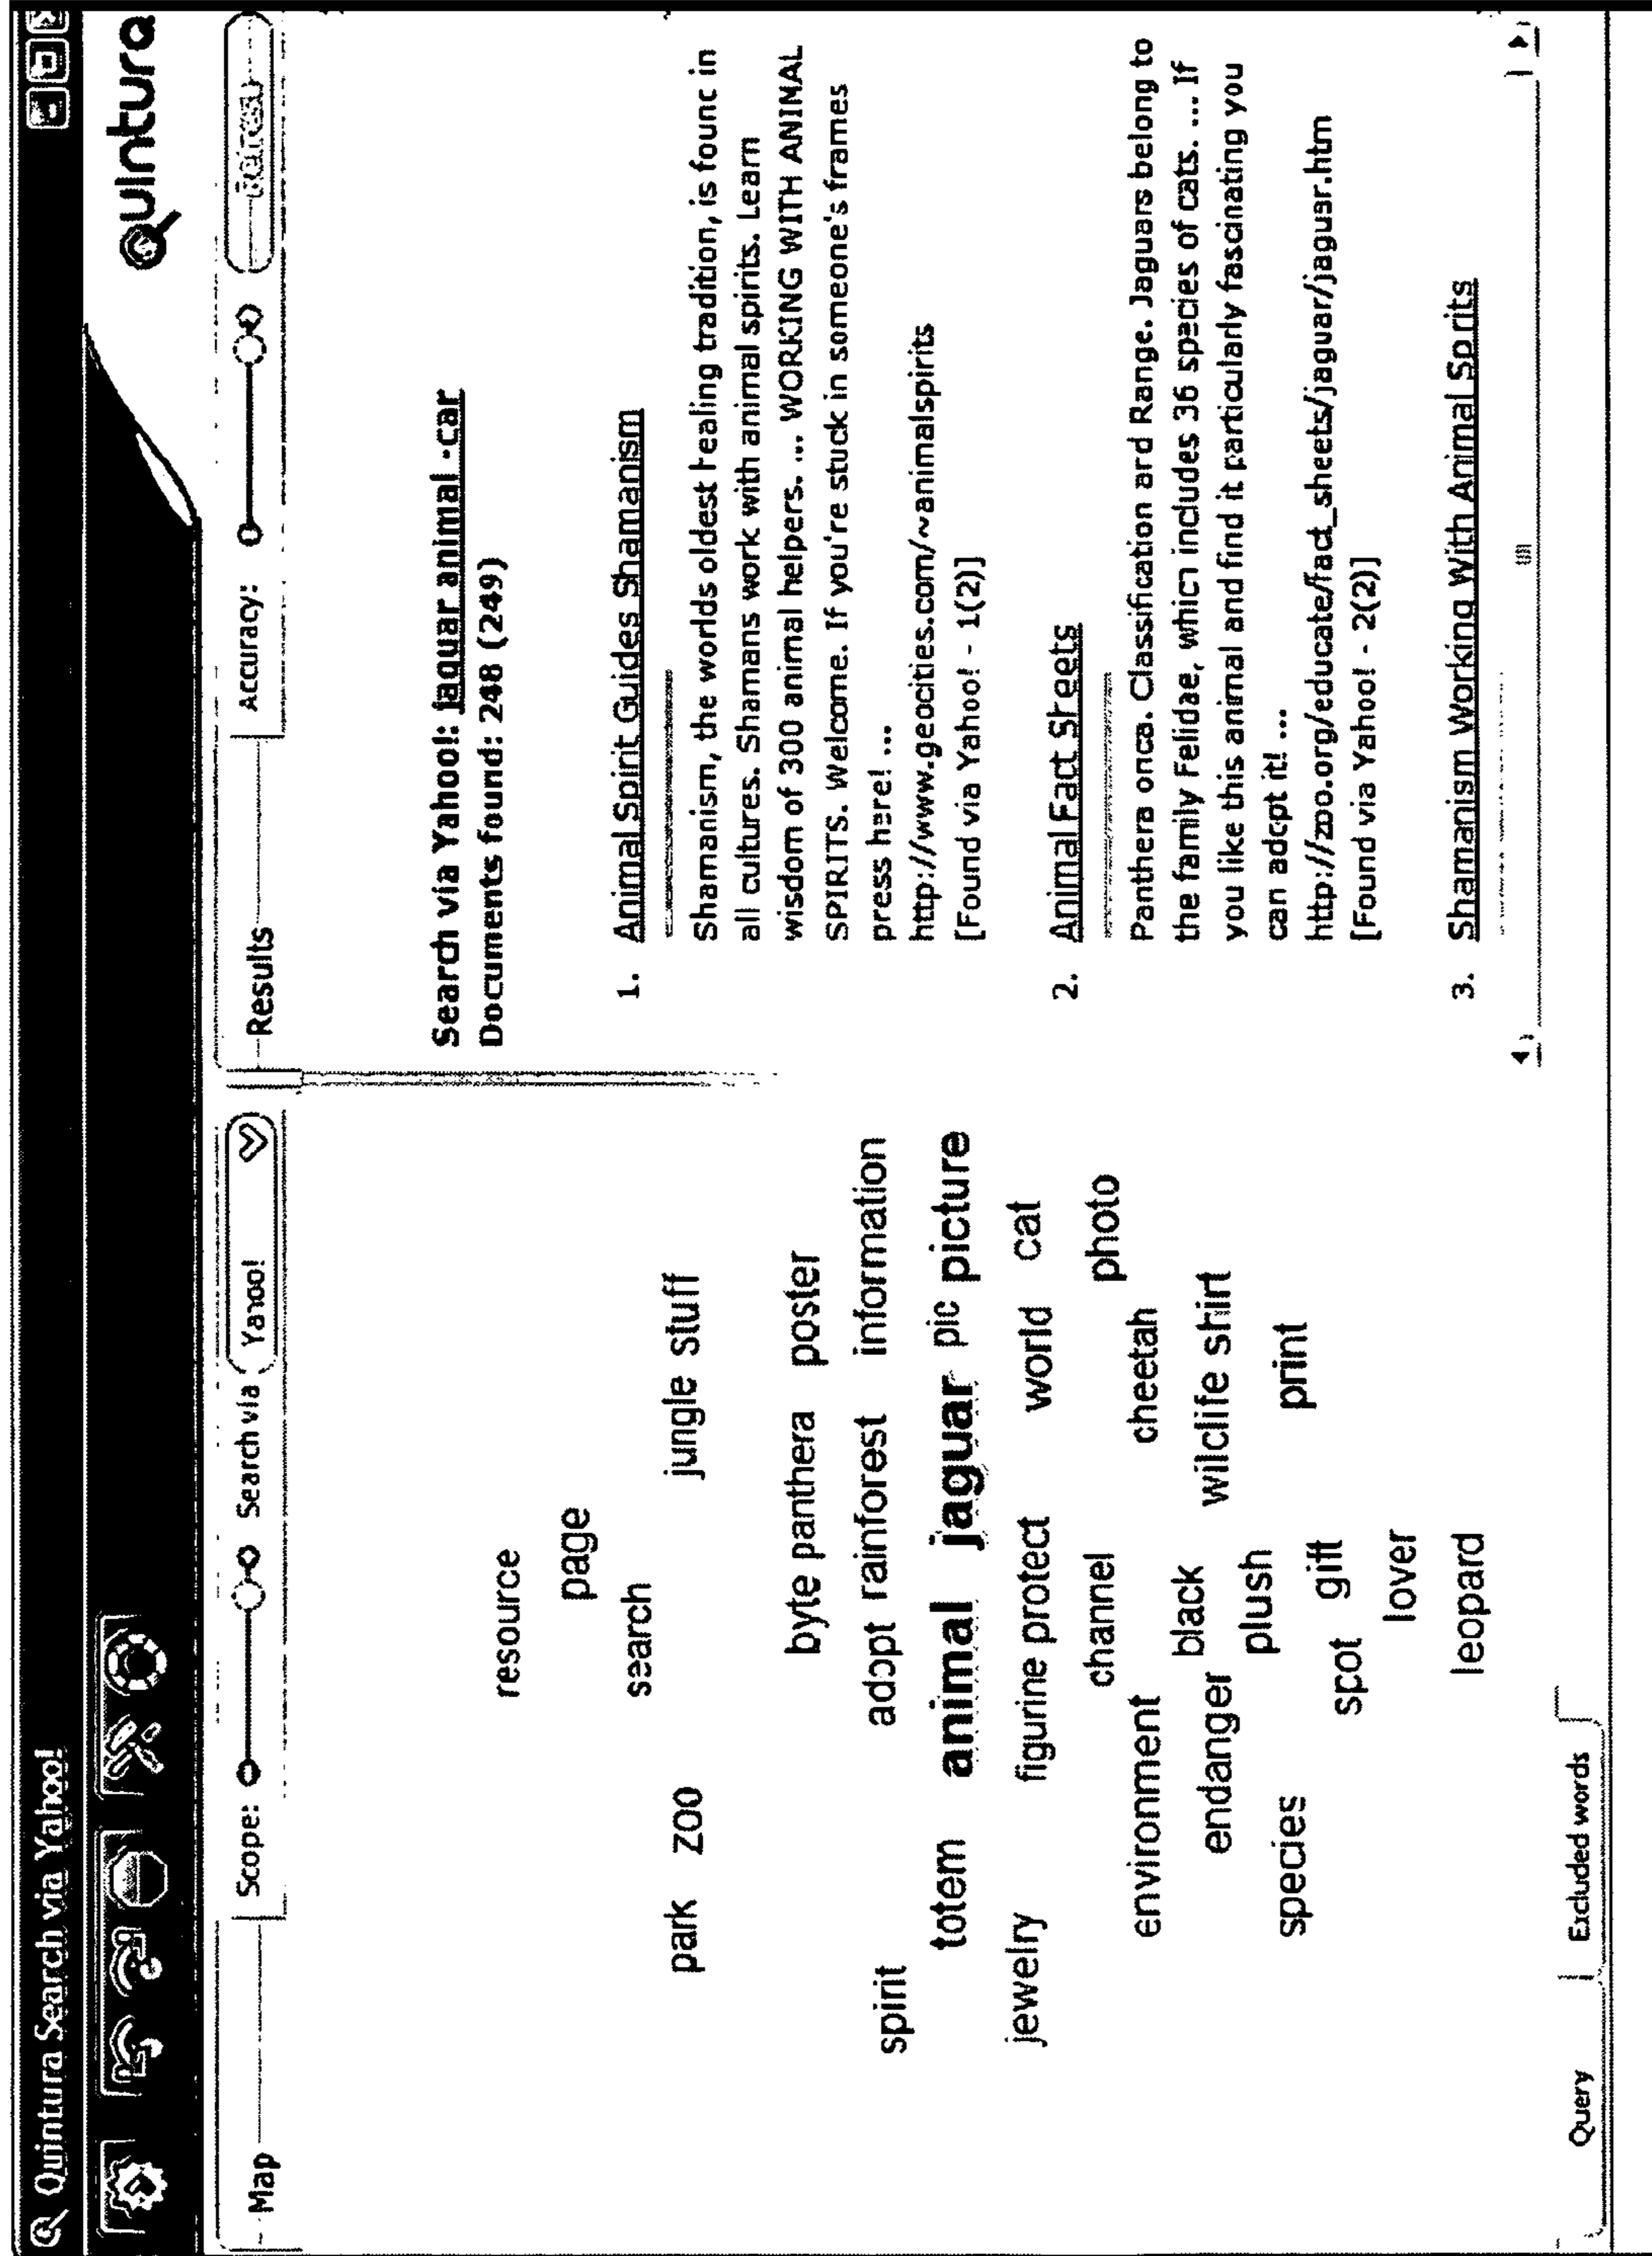 Quintura Search via Yahoo!
Quintura
Map
Scope:
Search via
Yahoo!
Results
Accuracy:
Refresh
resource
page
search
park zoo jungle stuff
byte panthera poster
spirit adopt rainforest information
totem animal jaguar pic picture
jewelry figurine protect world cat
channel photo
environment cheetah
black
endanger wilclife shirt
plush
species print
gift
spot
lover
leopard
Query
Excluded words
Search via Yahoo!: jaguar animal -car
Documents found: 248 (249)
1. Animal Spirit Guides Shamanism
Shamanism, the worlds oldest healing tradition, is founc in
all cultures. Shamans work with animal spirits. Learn
wisdom of 300 animal helpers. ... WORKING WITH ANIMAL
SPIRITS. Welcome. If you're stuck in someone's frames
press here! ...
http://www.geocities.com/~animalspirits
[Found via Yahoo! - 1(2)]
2. Animal Fact Sheets
Panthera onca. Classification and Range. Jaguars belong to
the family Felidae, which includes 36 species of cats. ... If
you like this animal and find it particularly fascinating you
can adopt it! ...
http://zoo.org/educate/fact_sheets/jaguar/jaguar.htm
[Found via Yahoo! - 2(2)]
3. Shamanism Working With Animal Spirits